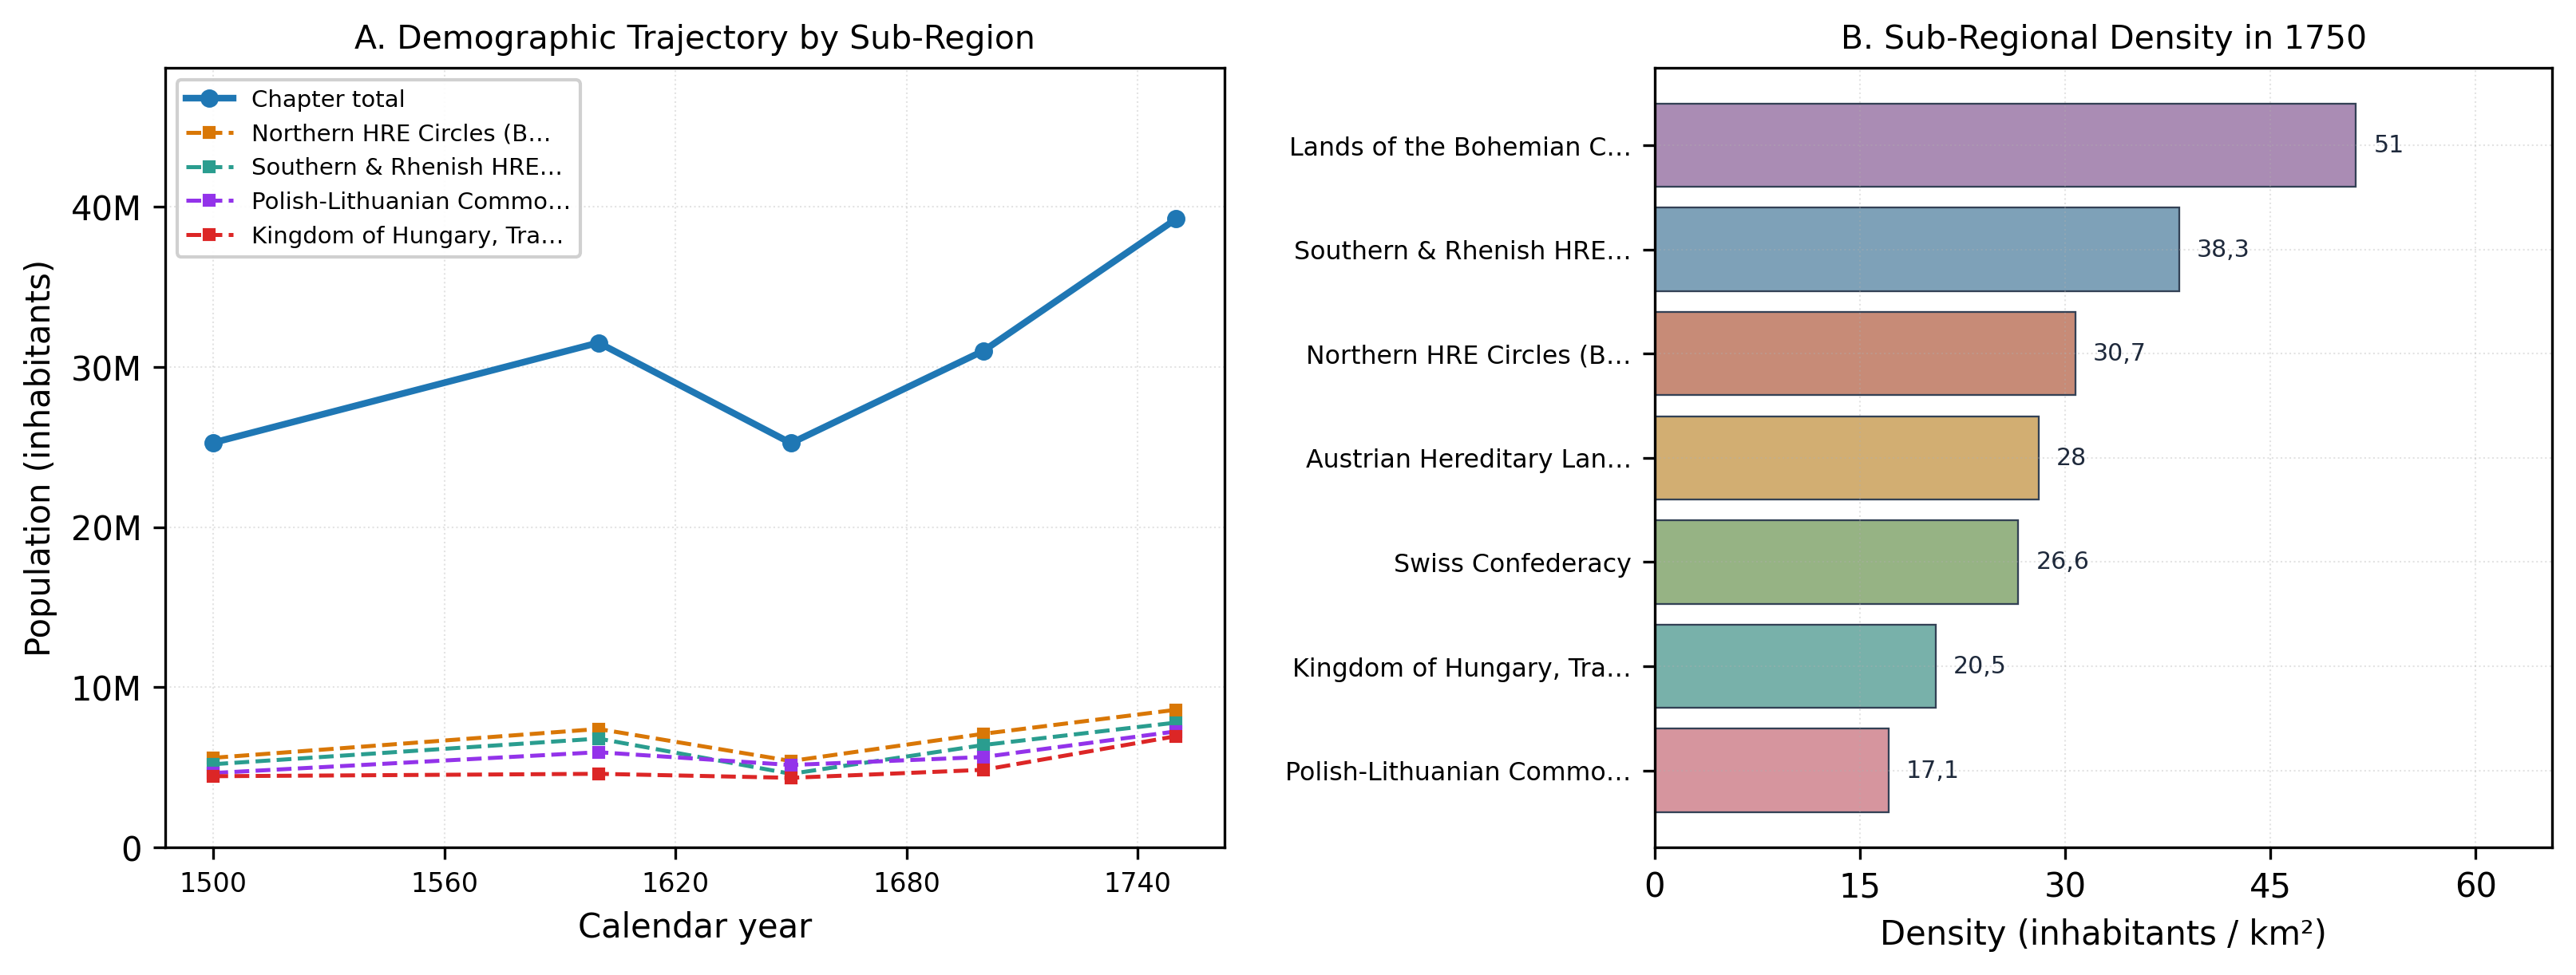 A. Demographic Trajectory by Sub-Region
Chapter total
Northern HRE Circles (B...
Southern & Rhenish HRE...
Polish-Lithuanian Commo...
Kingdom of Hungary, Tra...
Population (inhabitants)
40M
30M
20M
10M
0
1500 1560 1620 1680 1740
Calendar year
B. Sub-Regional Density in 1750
Lands of the Bohemian C... 51
Southern & Rhenish HRE... 38,3
Northern HRE Circles (B... 30,7
Austrian Hereditary Lan... 28
Swiss Confederacy 26,6
Kingdom of Hungary, Tra... 20,5
Polish-Lithuanian Commo... 17,1
0 15 30 45 60
Density (inhabitants / km²)